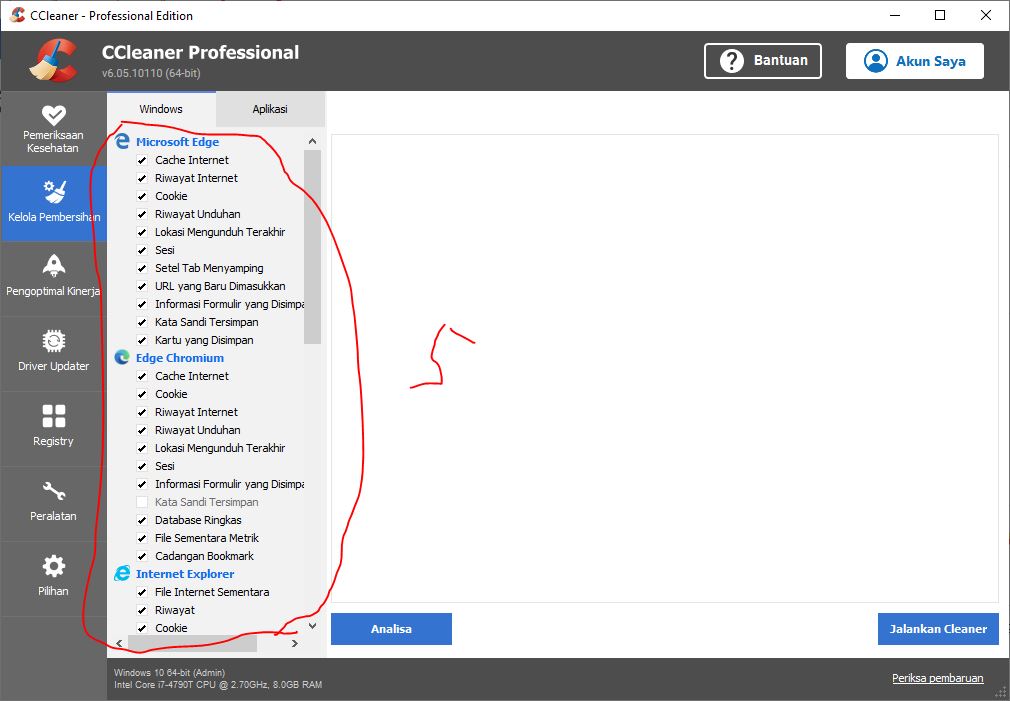 CCleaner - Professional Edition
CCleaner Professional
v6.05.10110 (64-bit)
Bantuan
Akun Saya
Pemeriksaan
Kesehatan
Kelola Pembersihan
Pengoptimal Kinerja
Driver Updater
Registry
Peralatan
Pilihan
Windows
Aplikasi
Microsoft Edge
Cache Internet
Riwayat Internet
Cookie
Riwayat Unduhan
Lokasi Mengunduh Terakhir
Sesi
Setel Tab Menyamping
URL yang Baru Dimasukkan
Informasi Formulir yang Disimpa
Kata Sandi Tersimpan
Kartu yang Disimpan
Edge Chromium
Cache Internet
Cookie
Riwayat Internet
Riwayat Unduhan
Lokasi Mengunduh Terakhir
Sesi
Informasi Formulir yang Disimpa
Kata Sandi Tersimpan
Database Ringkas
File Sementara Metrik
Cadangan Bookmark
Internet Explorer
File Internet Sementara
Riwayat
Cookie
5
Analisa
Jalankan Cleaner
Windows 10 64-bit (Admin)
Intel Core i7-4790T CPU @ 2.70GHz, 8.0GB RAM
Periksa pembaruan